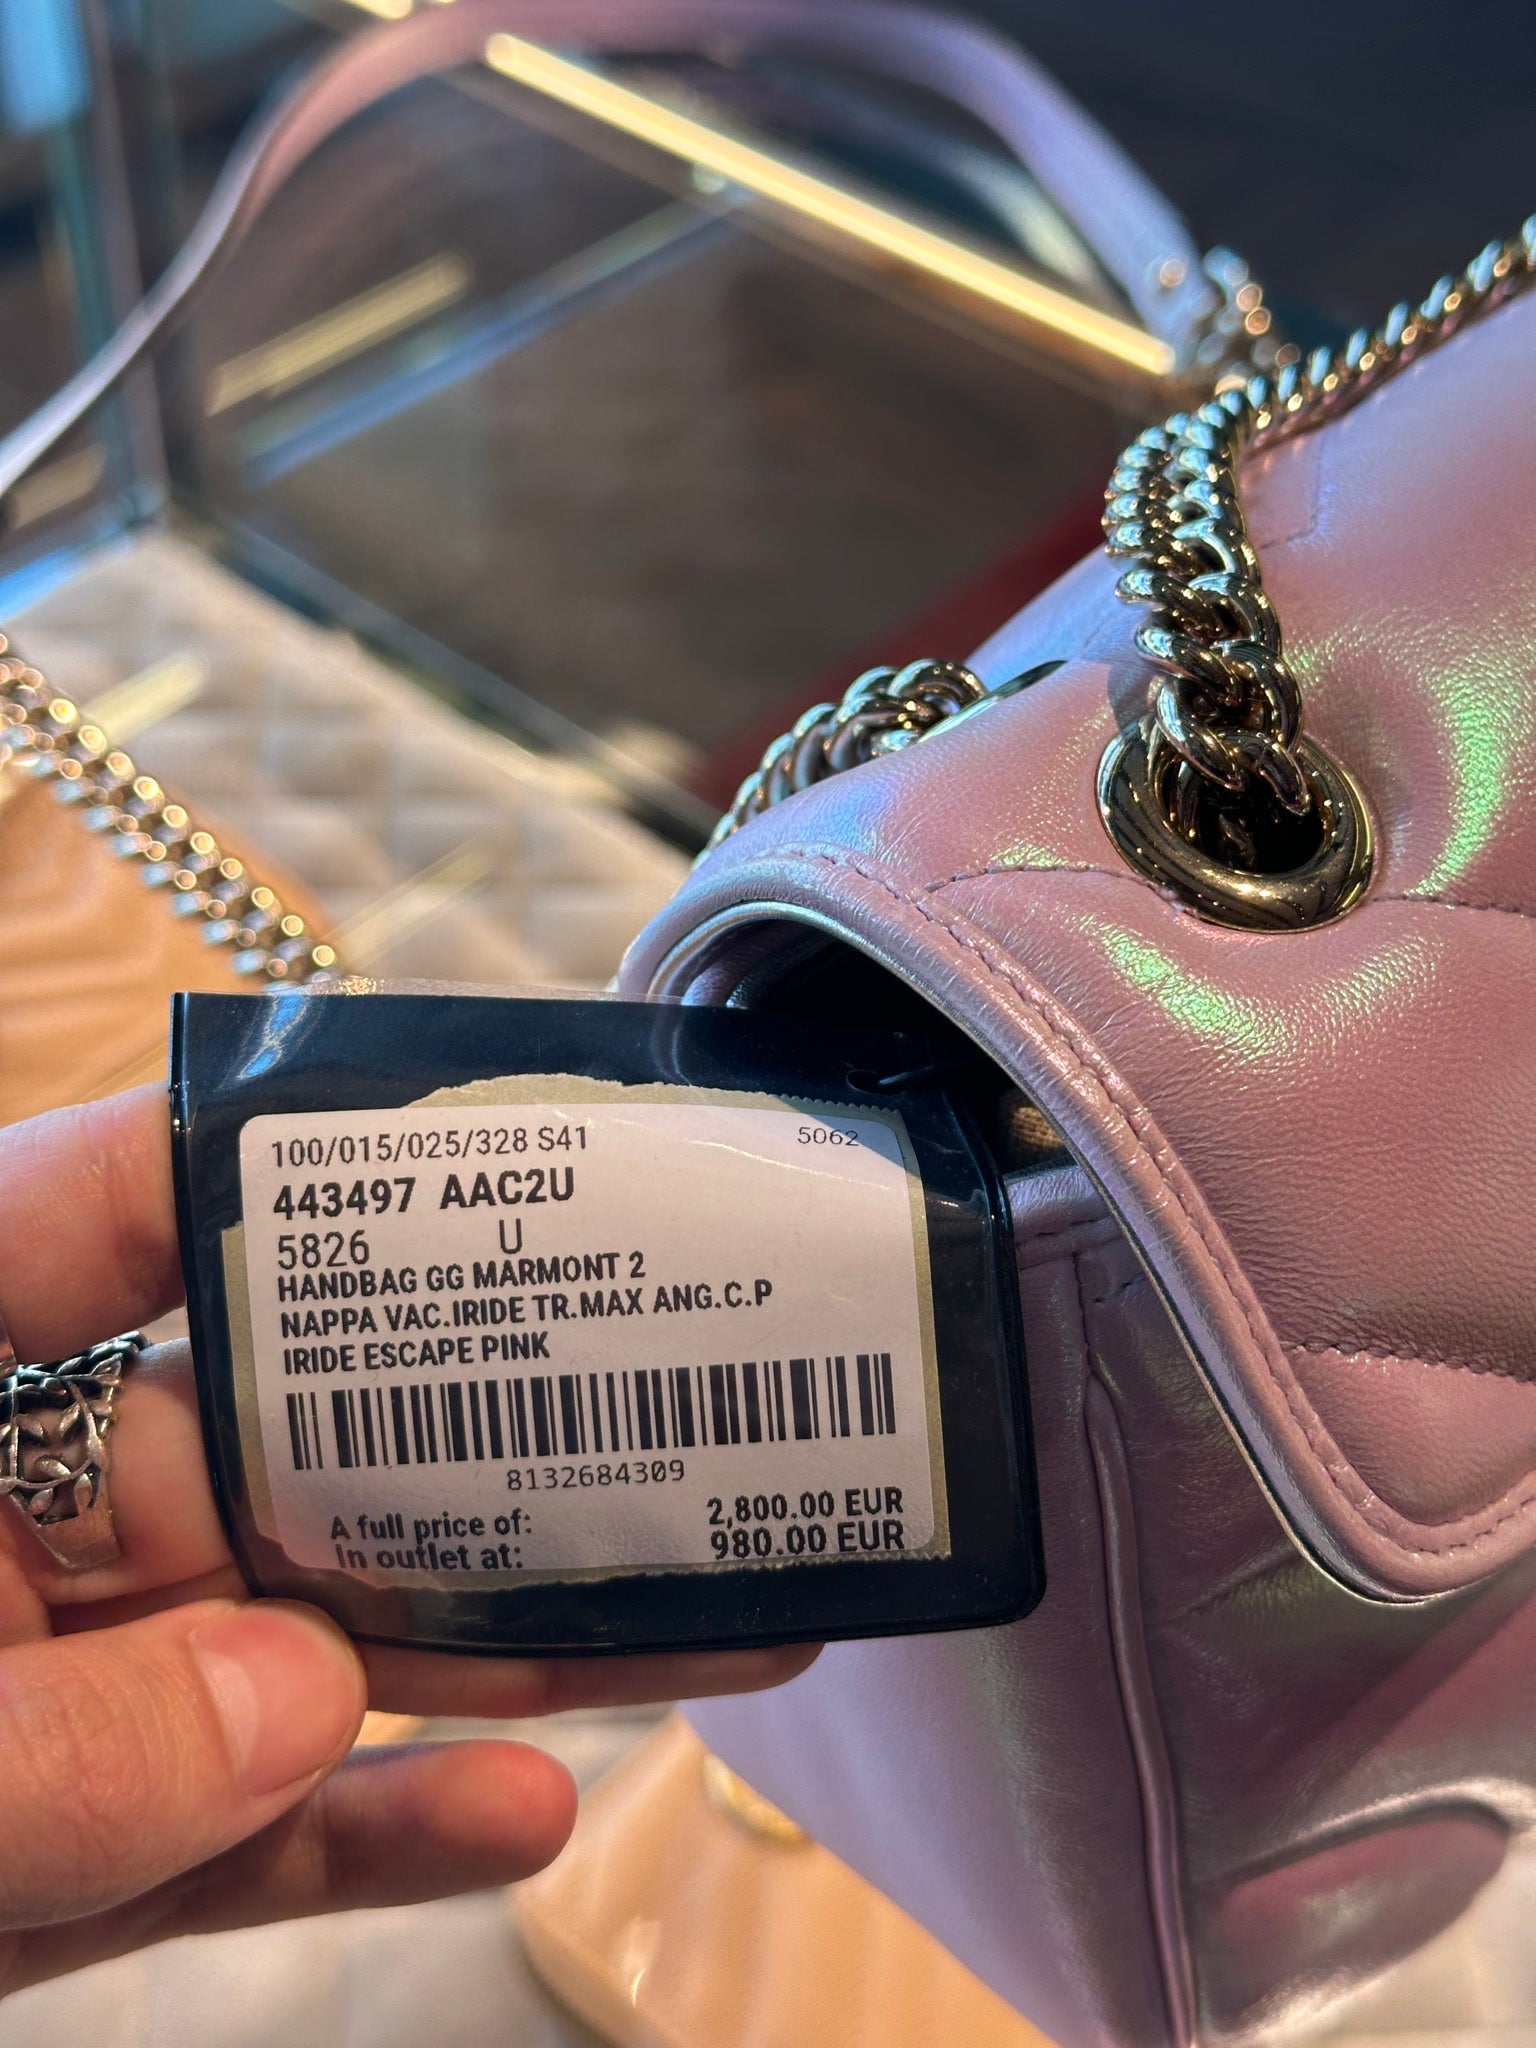 100/015/025/328 S41 5062
443497 AAC2U
5826 U
HANDBAG GG MARMONT 2
NAPPA VAC.IRIDE TR.MAX ANG.C.P
IRIDE ESCAPE PINK
8132684309
A full price of: 2,800.00 EUR
In outlet at: 980.00 EUR